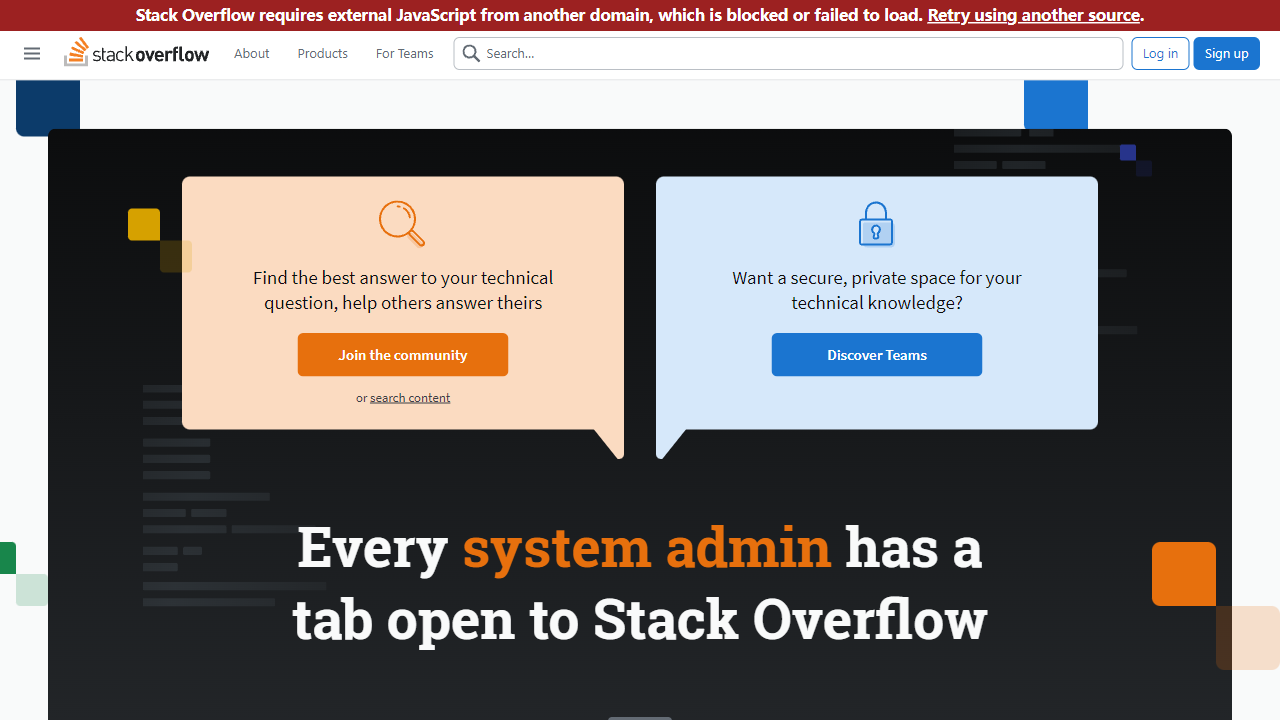 Stack Overflow requires external JavaScript from another domain, which is blocked or failed to load. Retry using another source.
stackoverflow About Products For Teams Search... Log in Sign up
Find the best answer to your technical
question, help others answer theirs
Join the community
or search content
Want a secure, private space for your
technical knowledge?
Discover Teams
Every system admin has a
tab open to Stack Overflow